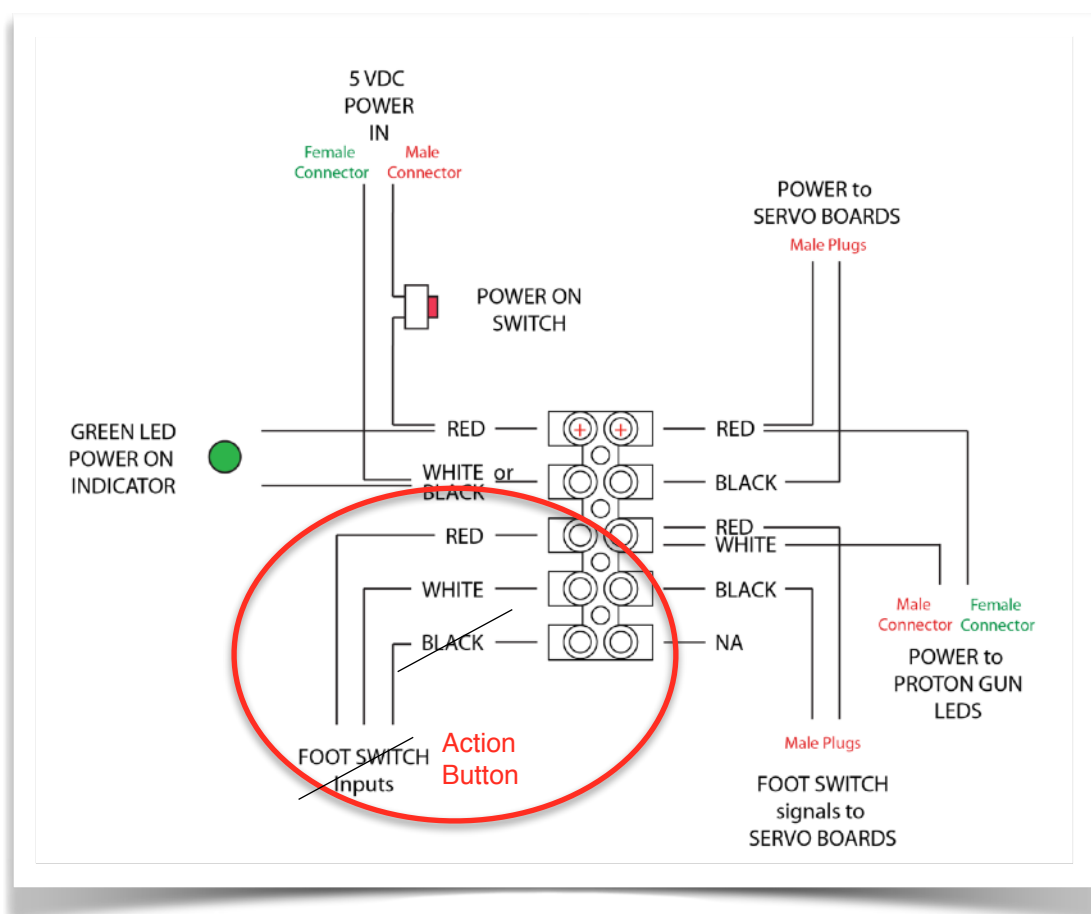 5 VDC
POWER
IN
Female
Connector
Male
Connector
POWER to
SERVO BOARDS
Male Plugs
POWER ON
SWITCH
GREEN LED
POWER ON
INDICATOR
RED
WHITE or
BLACK
RED
WHITE
BLACK
+ +
RED
BLACK
RED
WHITE
BLACK
NA
FOOT SWITCH
Inputs
Action
Button
Male
Connector
Female
Connector
POWER to
PROTON GUN
LEDS
Male Plugs
FOOT SWITCH
signals to
SERVO BOARDS